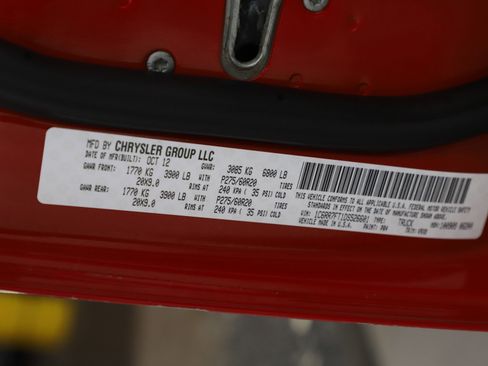 MFD BY CHRYSLER GROUP LLC
DATE OF MFR(BUILT): OCT 12 GVWR: 3085 KG 6800 LB
GAWR FRONT: 1770 KG 3900 LB WITH P275/60R20 TIRES
20X9.0 RIMS AT 240 KPA ( 35 PSI) COLD
GAWR REAR: 1770 KG 3900 LB WITH P275/60R20 TIRES
20X9.0 RIMS AT 240 KPA ( 35 PSI) COLD
THIS VEHICLE CONFORMS TO ALL APPLICABLE U.S.A. FEDERAL MOTOR VEHICLE SAFETY
STANDARDS IN EFFECT ON THE DATE OF MANUFACTURE SHOWN ABOVE.
VIN: TYPE: TRUCK
VEHICLE MADE IN U.S.A. PAINT: PR4 TRIM: